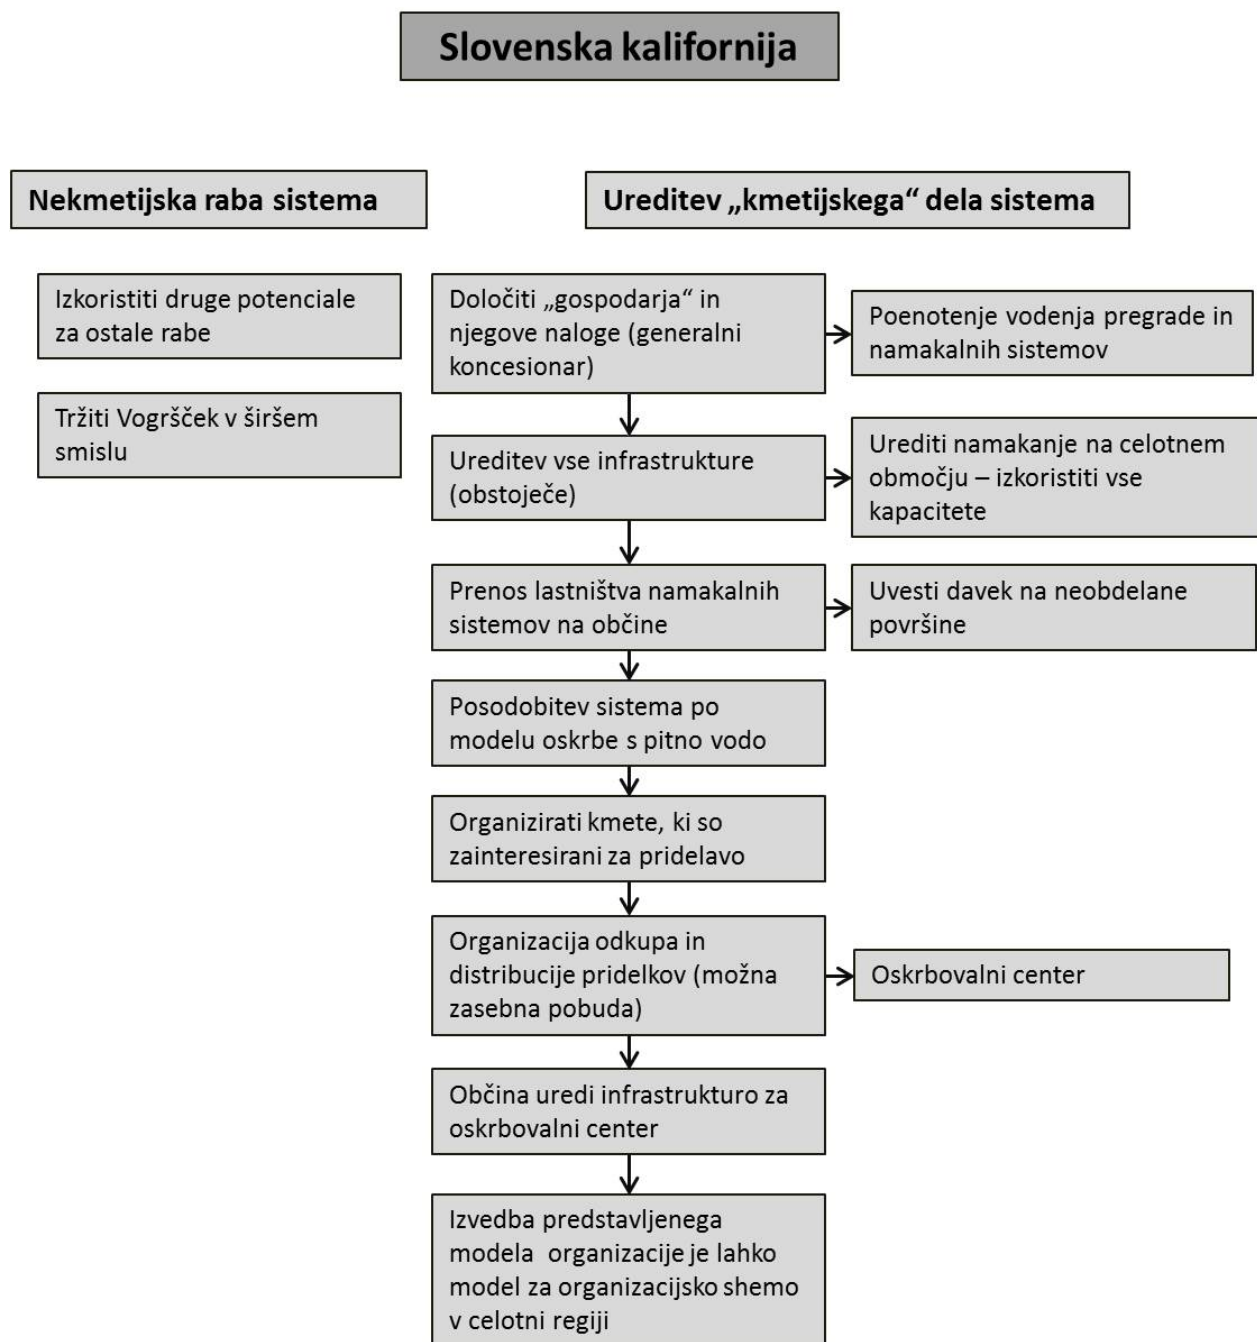 Slovenska kalifornija
Nekmetijska raba sistema
Ureditev „kmetijskega“ dela sistema
Izkoristiti druge potenciale
za ostale rabe
Tržiti Vogršček v širšem
smislu
Določiti „gospodarja“ in
njegove naloge (generalni
koncesionar)
Poenotenje vodenja pregrade in
namakalnih sistemov
Ureditev vse infrastrukture
(obstoječe)
Urediti namakanje na celotnem
območju – izkoristiti vse
kapacitete
Prenos lastništva namakalnih
sistemov na občine
Uvesti davek na neobdelane
površine
Posodobitev sistema po
modelu oskrbe s pitno vodo
Organizirati kmete, ki so
zainteresirani za pridelavo
Organizacija odkupa in
distribucije pridelkov (možna
zasebna pobuda)
Oskrbovalni center
Občina uredi infrastrukturo za
oskrbovalni center
Izvedba predstavljenega
modela organizacije je lahko
model za organizacijsko shemo
v celotni regiji